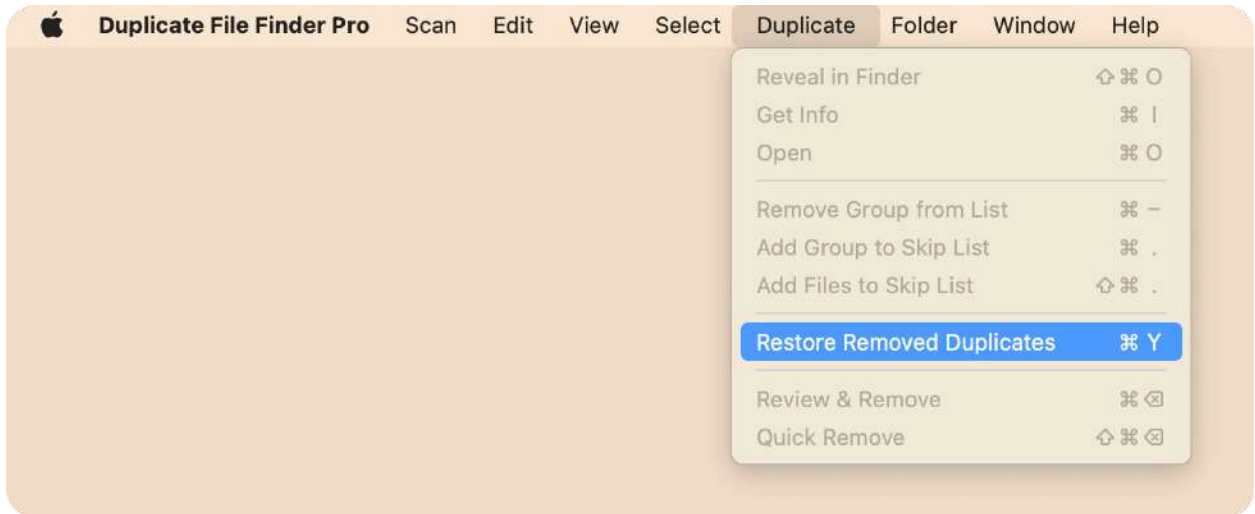 Duplicate File Finder Pro Scan Edit View Select Duplicate Folder Window Help
Reveal in Finder ⇧⌘O
Get Info ⌘I
Open ⌘O
Remove Group from List ⌘−
Add Group to Skip List ⌘.
Add Files to Skip List ⇧⌘.
Restore Removed Duplicates ⌘Y
Review & Remove ⌘⌫
Quick Remove ⇧⌘⌫